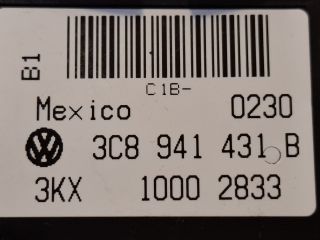 B1
C1B-
Mexico 0230
3C8 941 431 B
3KX 1000 2833